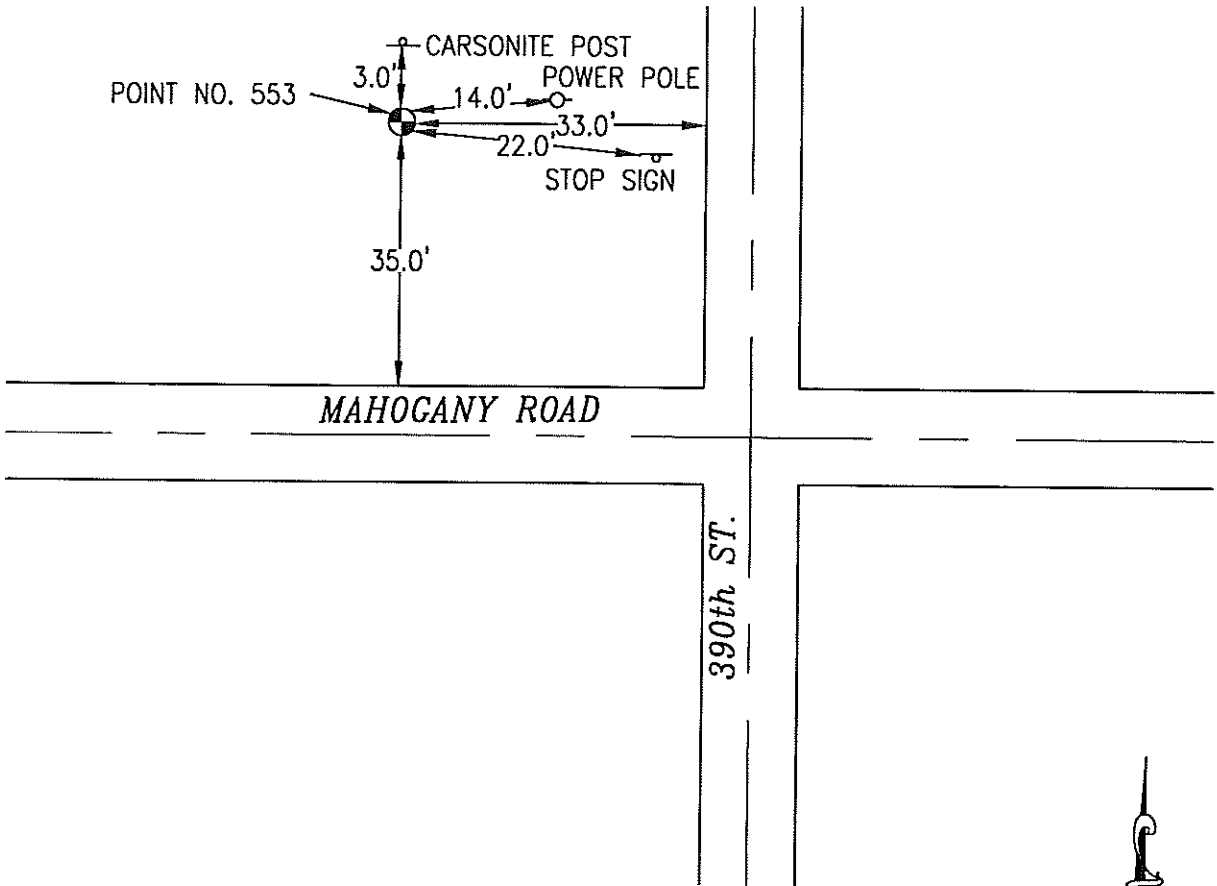 CARSONITE POST
3.0'
POWER POLE
POINT NO. 553
14.0'
33.0'
22.0'
STOP SIGN
35.0'
MAHOGANY ROAD
390th ST.